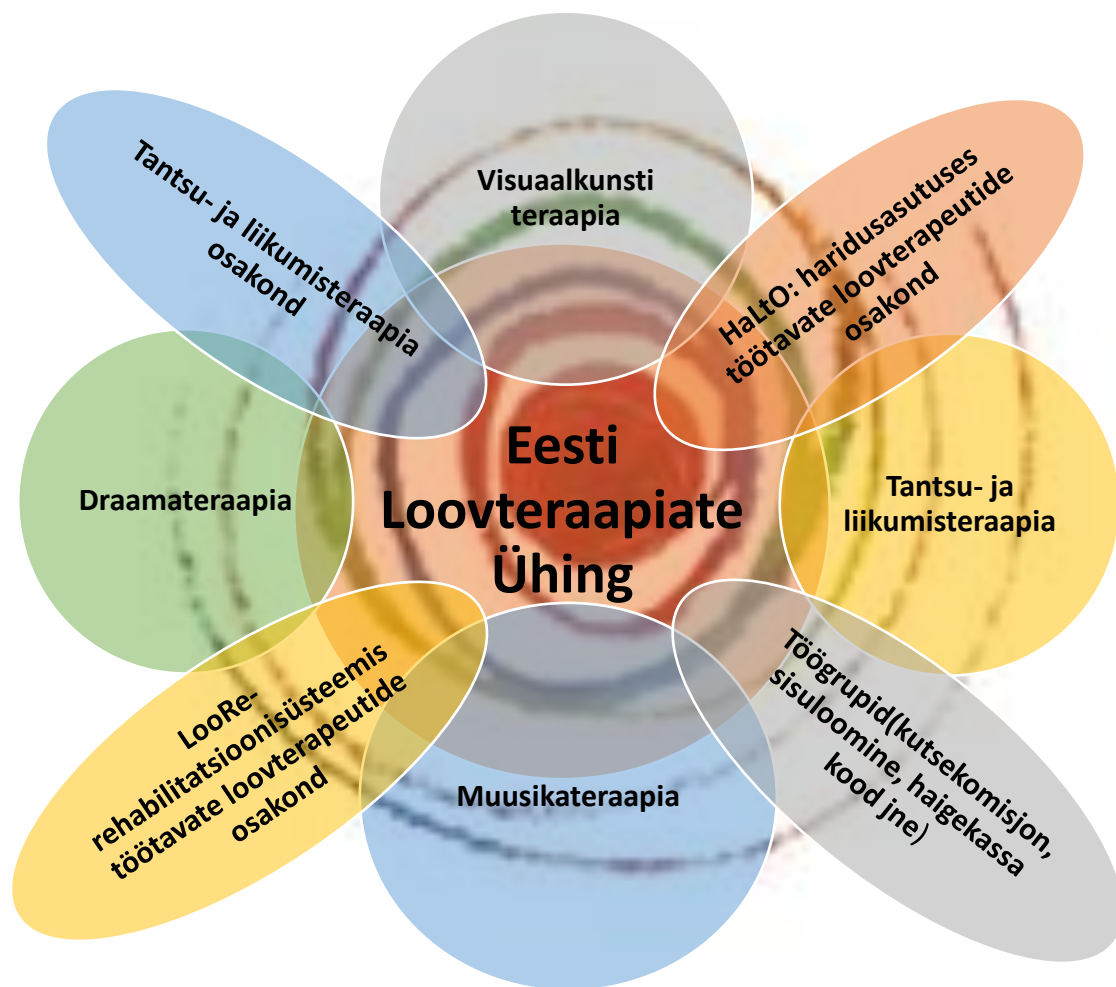 Visuaalkunsti
teraapia
Tantsu- ja liikumisteraapia
osakond
HaLtO: haridusasutuses
töötavate loovterapeutide
osakond
Draamateraapia
Eesti
Loovteraapiate
Ühing
Tantsu- ja
liikumisteraapia
LooRe-
rehabilitatsioonisüsteemis
töötavate loovterapeutide
osakond
Muusikateraapia
Töögrupid(kutsekomisjon,
sisuloomine, haigekassa
kood jne)